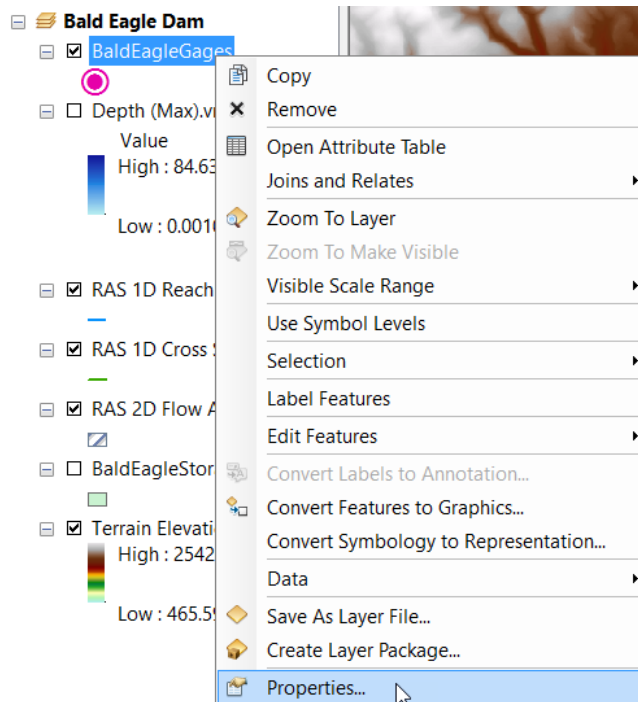 Bald Eagle Dam
BaldEagleGages
Depth (Max).
Value
High : 84.63
Low : 0.001
RAS 1D Reach
RAS 1D Cross
RAS 2D Flow
BaldEagleStor
Terrain Elevati
High : 2542
Low : 465.5
Copy
Remove
Open Attribute Table
Joins and Relates
Zoom To Layer
Zoom To Make Visible
Visible Scale Range
Use Symbol Levels
Selection
Label Features
Edit Features
Convert Labels to Annotation...
Convert Features to Graphics...
Convert Symbology to Representation...
Data
Save As Layer File...
Create Layer Package...
Properties...